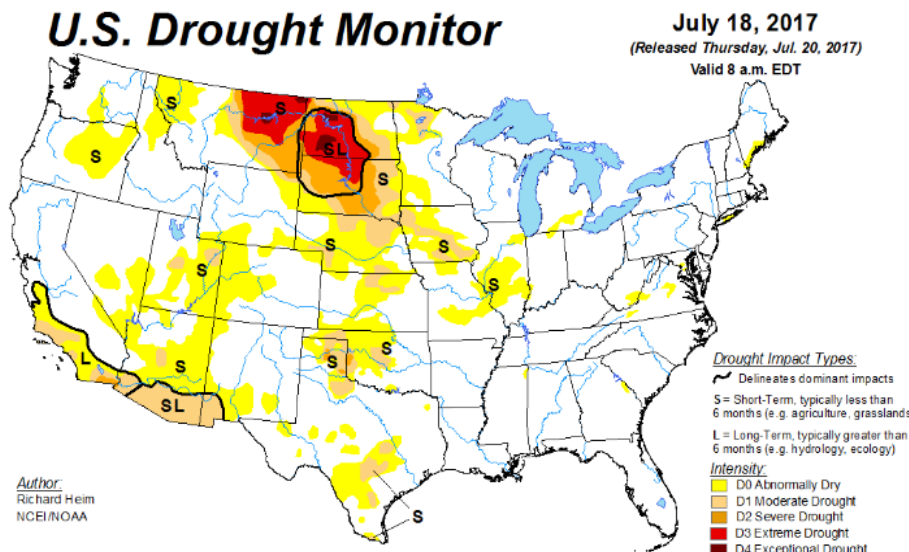 U.S. Drought Monitor
July 18, 2017
(Released Thursday, Jul. 20, 2017)
Valid 8 a.m. EDT
S
S
S
SL
S
S
S
S
S
L
S
S
S
SL
S
Drought Impact Types:
Delineates dominant impacts
S = Short-Term, typically less than
6 months (e.g. agriculture, grasslands
L = Long-Term, typically greater than
6 months (e.g. hydrology, ecology)
Intensity:
D0 Abnormally Dry
D1 Moderate Drought
D2 Severe Drought
D3 Extreme Drought
D4 Exceptional Drought
Author:
Richard Heim
NCEI/NOAA